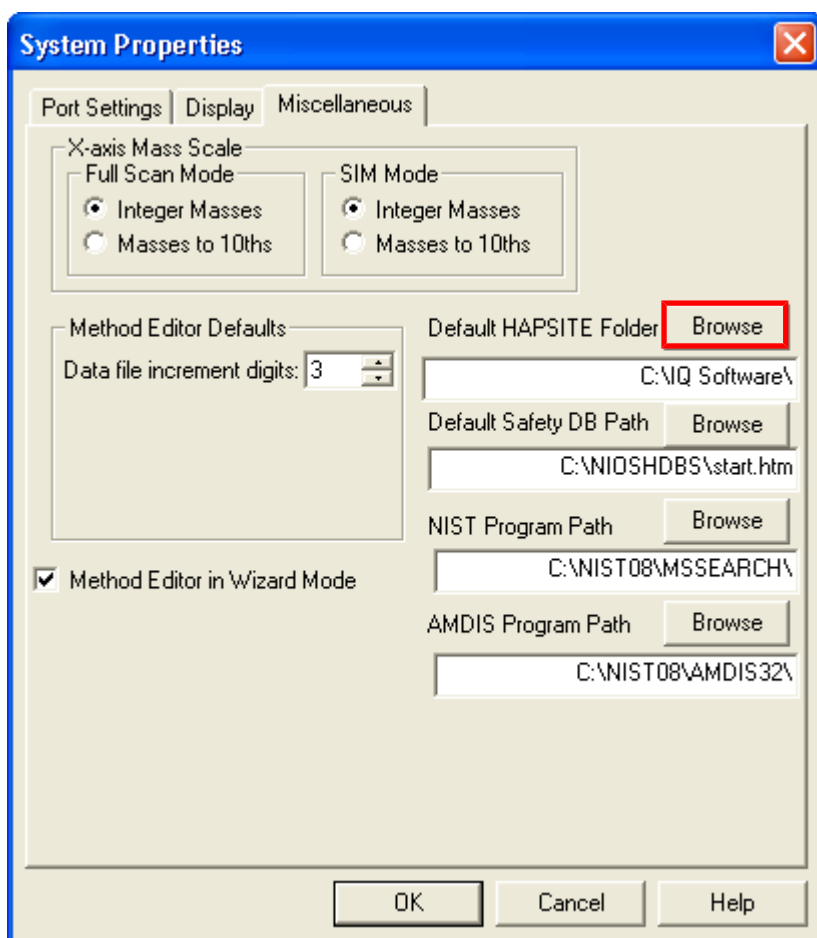 System Properties
Port Settings
Display
Miscellaneous
X-axis Mass Scale
Full Scan Mode
Integer Masses
Masses to 10ths
SIM Mode
Integer Masses
Masses to 10ths
Method Editor Defaults
Data file increment digits: 3
Method Editor in Wizard Mode
Default HAPSITE Folder Browse
C:\IQ Software\
Default Safety DB Path Browse
C:\NIOSHDBS\start.htm
NIST Program Path Browse
C:\NIST08\MSSEARCH\
AMDIS Program Path Browse
C:\NIST08\AMDIS32\
OK
Cancel
Help